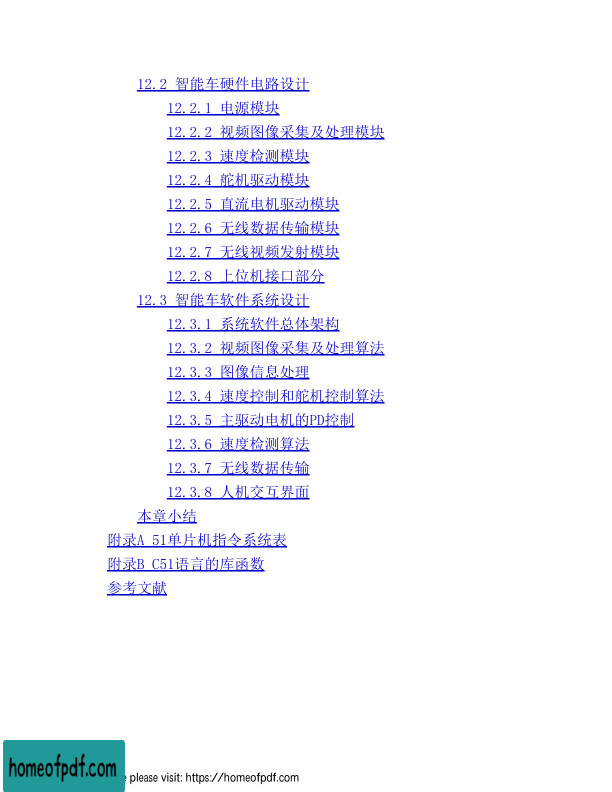 12.2 智能车硬件电路设计
12.2.1 电源模块
12.2.2 视频图像采集及处理模块
12.2.3 速度检测模块
12.2.4 舵机驱动模块
12.2.5 直流电机驱动模块
12.2.6 无线数据传输模块
12.2.7 无线视频发射模块
12.2.8 上位机接口部分
12.3 智能车软件系统设计
12.3.1 系统软件总体架构
12.3.2 视频图像采集及处理算法
12.3.3 图像信息处理
12.3.4 速度控制和舵机控制算法
12.3.5 主驱动电机的PD控制
12.3.6 速度检测算法
12.3.7 无线数据传输
12.3.8 人机交互界面
本章小结
附录A 51单片机指令系统表
附录B C51语言的库函数
参考文献
homeofpdf.com
please visit: https://homeofpdf.com